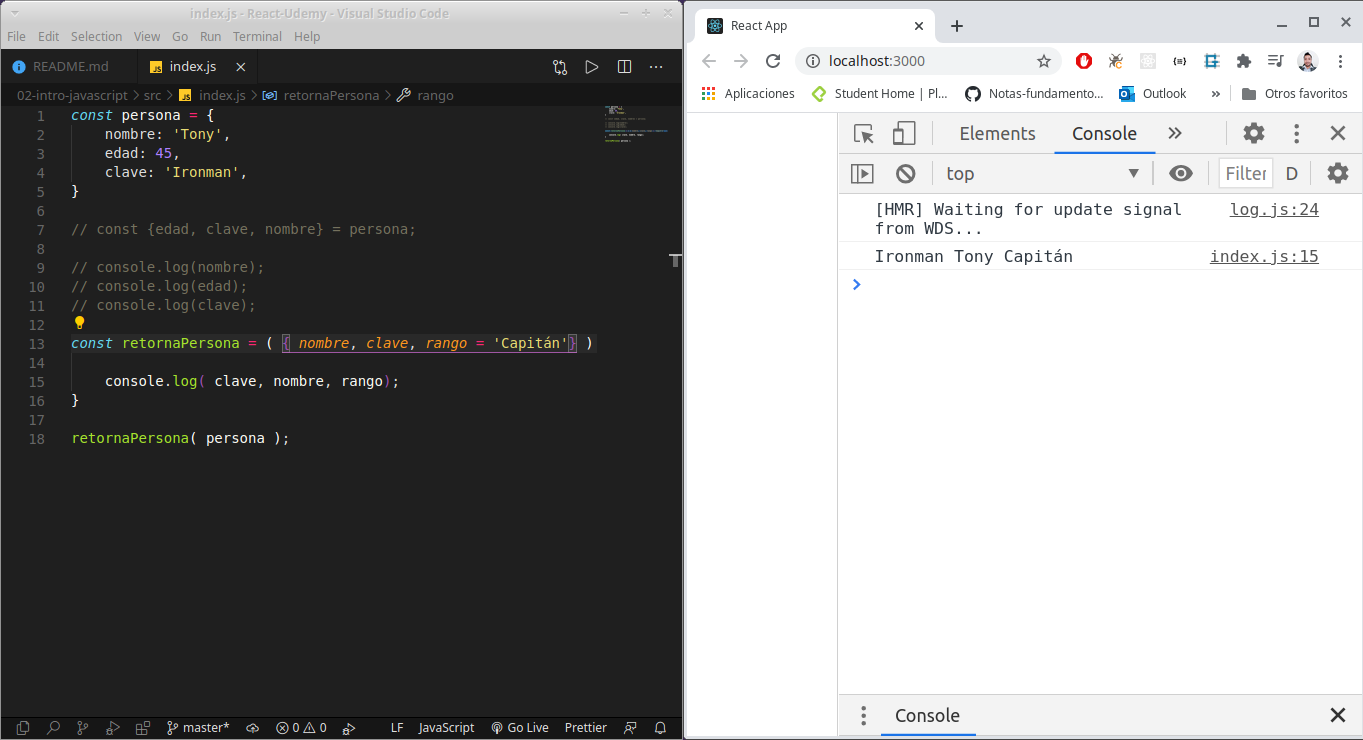 index.js - React-Udemy - Visual Studio Code
File Edit Selection View Go Run Terminal Help
README.md
index.js
02-intro-javascript > src > index.js > retornaPersona > rango
1 const persona = {
2 nombre: 'Tony',
3 edad: 45,
4 clave: 'Ironman',
5 }
6
7 // const {edad, clave, nombre} = persona;
8
9 // console.log(nombre);
10 // console.log(edad);
11 // console.log(clave);
12
13 const retornaPersona = ( { nombre, clave, rango = 'Capitán'} )
14
15 console.log( clave, nombre, rango);
16 }
17
18 retornaPersona( persona );
master* 0 0 LF JavaScript Go Live Prettier
React App
localhost:3000
Aplicaciones Student Home | Pl... Notas-fundamento... Outlook » Otros favoritos
Elements Console »
top Filter D
[HMR] Waiting for update signal log.js:24
from WDS...
Ironman Tony Capitán index.js:15
Console